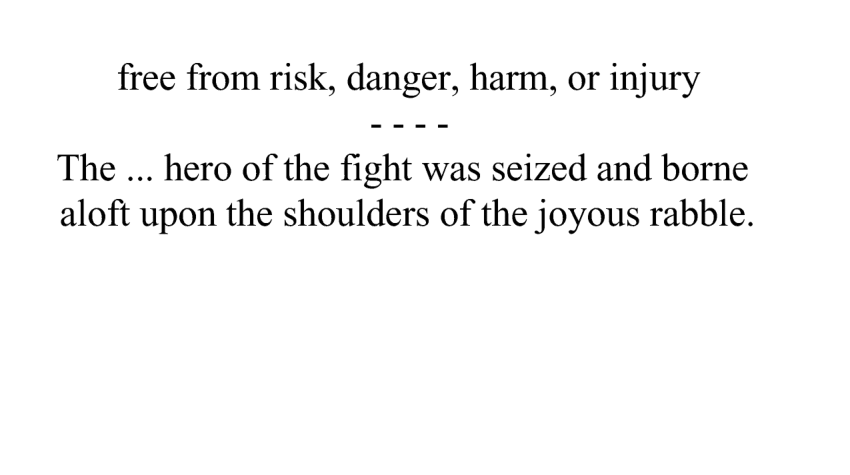 free from risk, danger, harm, or injury
- - - -
The ... hero of the fight was seized and borne
aloft upon the shoulders of the joyous rabble.